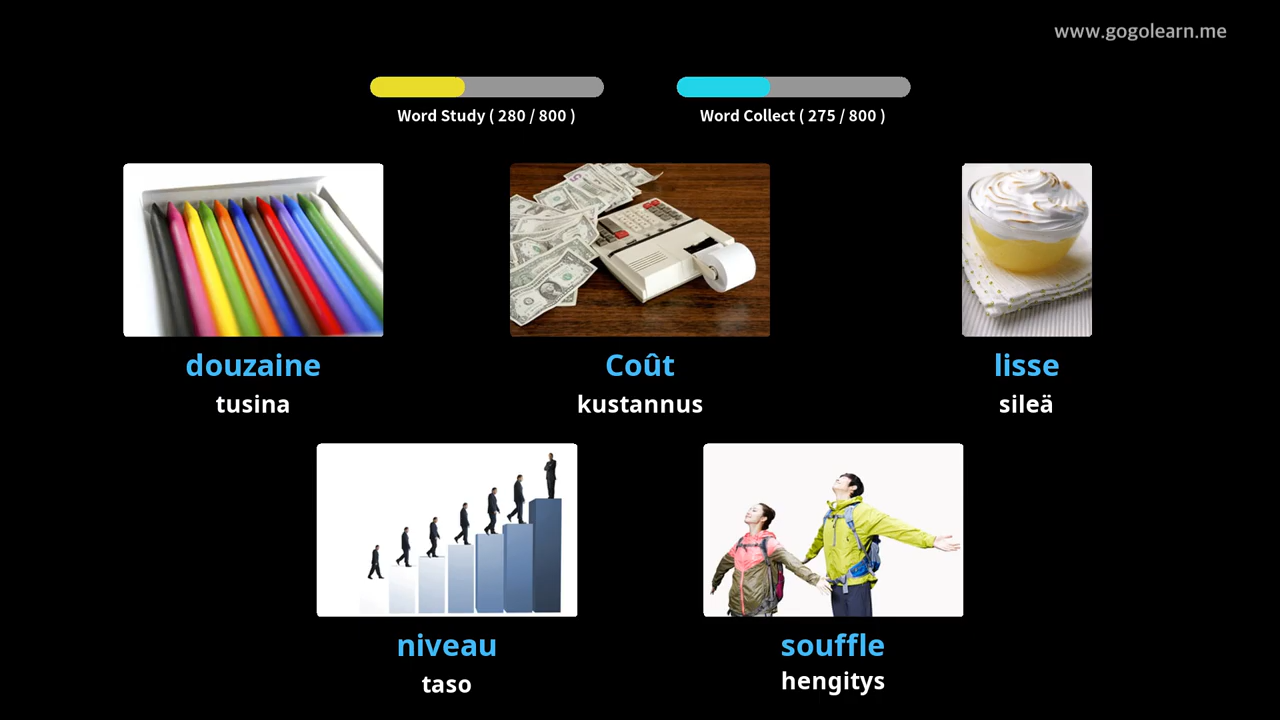 www.gogolearn.me
Word Study ( 280 / 800 )
Word Collect ( 275 / 800 )
douzaine
tusina
Coût
kustannus
lisse
sileä
niveau
taso
souffle
hengitys